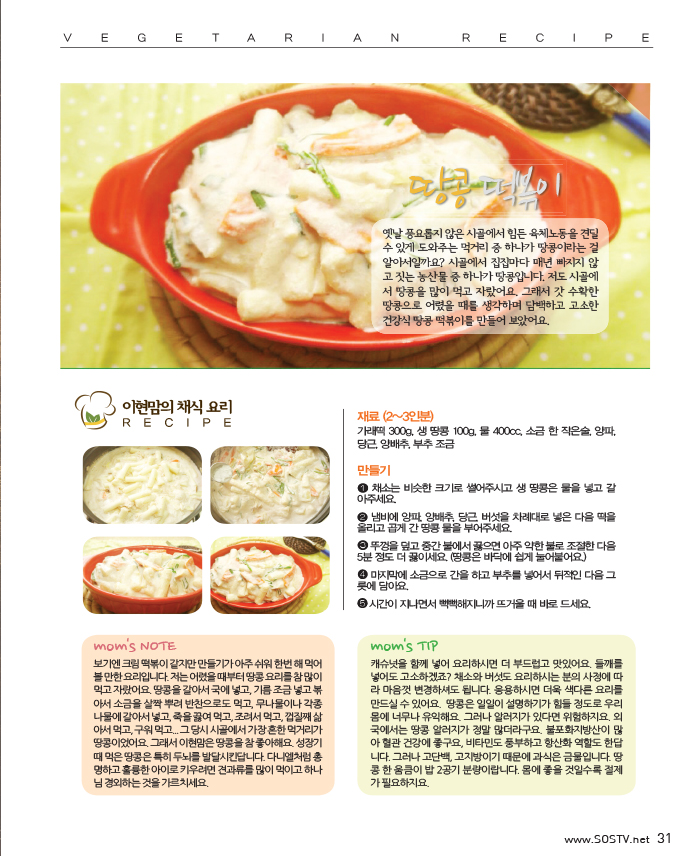 VEGETARIAN RECIPE
땅콩 떡볶이
옛날 풍요롭지 않은 시골에서 힘든 육체노동을 견딜
수 있게 도와주는 먹거리 중 하나가 땅콩이라는 걸
알아서일까요? 시골에서 집집마다 매년 빠지지 않
고 짓는 농산물 중 하나가 땅콩입니다. 저도 시골에
서 땅콩을 많이 먹고 자랐어요. 그래서 갓 수확한
땅콩으로 어렸을 때를 생각하며 담백하고 고소한
건강식 땅콩 떡볶이를 만들어 보았어요.
이현맘의 채식 요리
RECIPE
재료 (2~3인분)
가래떡 300g, 생 땅콩 100g, 물 400cc, 소금 한 작은술, 양파,
당근, 양배추, 부추 조금
만들기
❶ 채소는 비슷한 크기로 썰어주시고 생 땅콩은 물을 넣고 갈
아주세요.
❷ 냄비에 양파, 양배추, 당근, 버섯을 차례대로 넣은 다음 떡을
올리고 곱게 간 땅콩 물을 부어주세요.
❸ 뚜껑을 덮고 중간 불에서 끓으면 아주 약한 불로 조절한 다음
5분 정도 더 끓이세요. (땅콩은 바닥에 쉽게 눌어붙어요.)
❹ 마지막에 소금으로 간을 하고 부추를 넣어서 뒤적인 다음 그
릇에 담아요.
❺ 시간이 지나면서 뻑뻑해지니까 뜨거울 때 바로 드세요.
mom's NOTE
보기엔 크림 떡볶이 같지만 만들기가 아주 쉬워 한번 해 먹어
볼 만한 요리입니다. 저는 어렸을 때부터 땅콩 요리를 참 많이
먹고 자랐어요. 땅콩을 갈아서 국에 넣고, 기름 조금 넣고 볶
아서 소금을 살짝 뿌려 반찬으로도 먹고, 무나물이나 각종
나물에 갈아서 넣고, 죽을 끓여 먹고, 조려서 먹고, 껍질째 삶
아서 먹고, 구워 먹고... 그 당시 시골에서 가장 흔한 먹거리가
땅콩이었어요. 그래서 이현맘은 땅콩을 참 좋아해요. 성장기
때 먹은 땅콩은 특히 두뇌를 발달시킨답니다. 다니엘처럼 총
명하고 훌륭한 아이로 키우려면 견과류를 많이 먹이고 하나
님 경외하는 것을 가르치세요.
mom's TIP
캐슈넛을 함께 넣어 요리하시면 더 부드럽고 맛있어요. 들깨를
넣어도 고소하겠죠? 채소와 버섯도 요리하시는 분의 사정에 따
라 마음껏 변경하셔도 됩니다. 응용하시면 더욱 색다른 요리를
만드실 수 있어요. 땅콩은 일일이 설명하기가 힘들 정도로 우리
몸에 너무나 유익해요. 그러나 알러지가 있다면 위험하지요. 외
국에서는 땅콩 알러지가 정말 많더라구요. 불포화지방산이 많
아 혈관 건강에 좋구요, 비타민도 풍부하고 항산화 역할도 한답
니다. 그러나 고단백, 고지방이기 때문에 과식은 금물입니다. 땅
콩 한 움큼이 밥 2공기 분량이랍니다. 몸에 좋을 것일수록 절제
가 필요하지요.
www.SOSTV.net 31